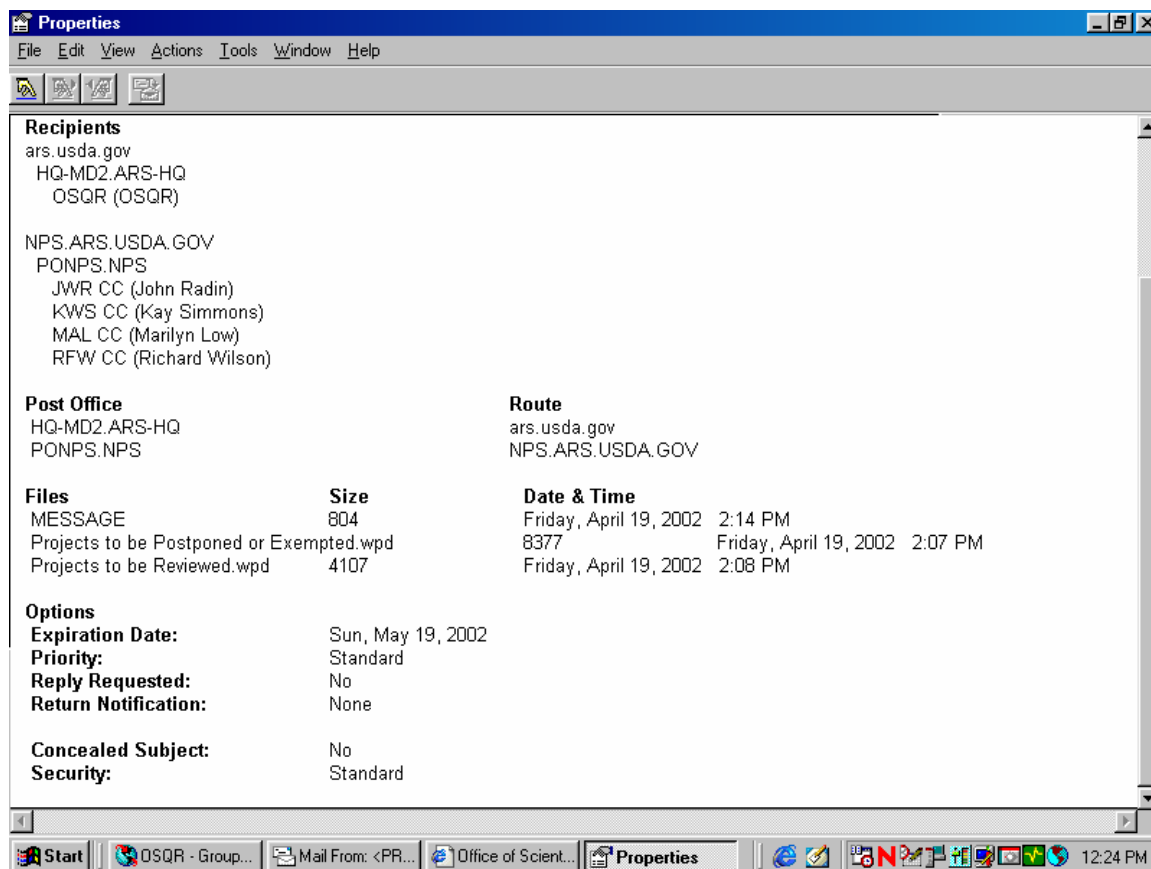 Properties
File Edit View Actions Tools Window Help
Recipients
ars.usda.gov
HQ-MD2.ARS-HQ
OSQR (OSQR)
NPS.ARS.USDA.GOV
PONPS.NPS
JWR CC (John Radin)
KWS CC (Kay Simmons)
MAL CC (Marilyn Low)
RFW CC (Richard Wilson)
Post Office Route
HQ-MD2.ARS-HQ ars.usda.gov
PONPS.NPS NPS.ARS.USDA.GOV
Files Size Date & Time
MESSAGE 804 Friday, April 19, 2002 2:14 PM
Projects to be Postponed or Exempted.wpd 8377 Friday, April 19, 2002 2:07 PM
Projects to be Reviewed.wpd 4107 Friday, April 19, 2002 2:08 PM
Options
Expiration Date: Sun, May 19, 2002
Priority: Standard
Reply Requested: No
Return Notification: None
Concealed Subject: No
Security: Standard
Start OSQR - Group... Mail From: <PR... Office of Scient... Properties N 12:24 PM